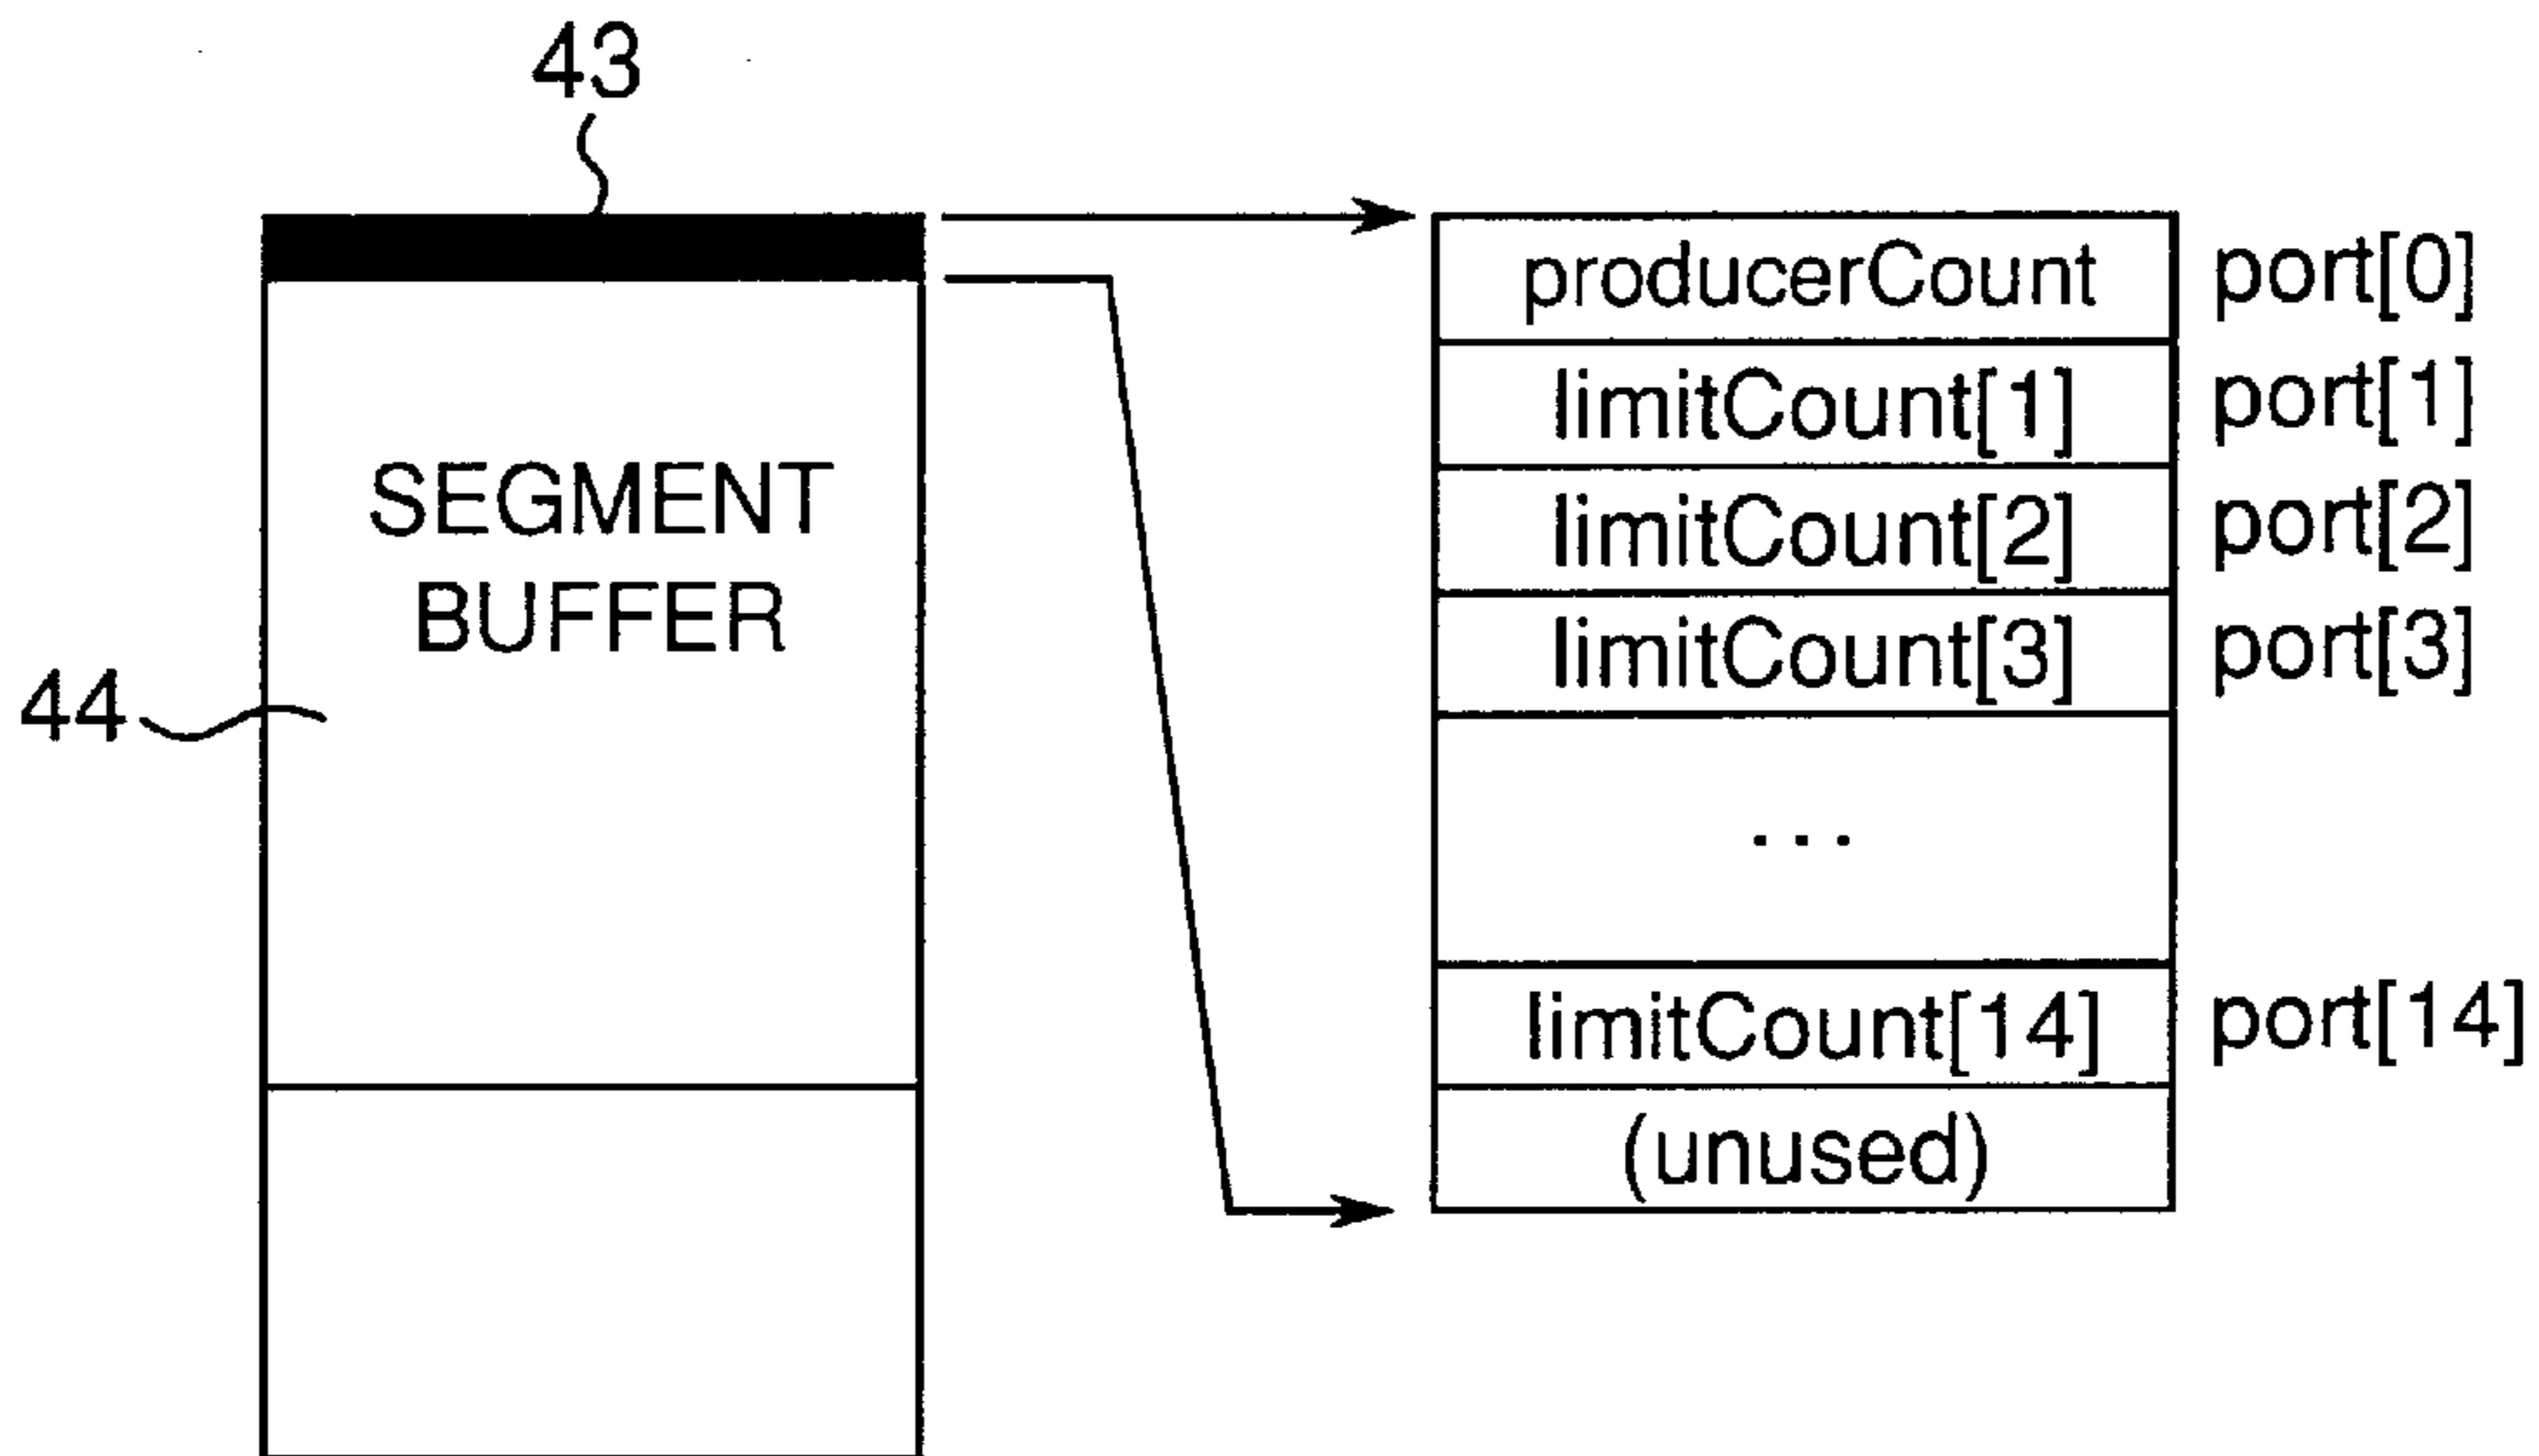 43
producerCount port[0]
limitCount[1] port[1]
SEGMENT
BUFFER
limitCount[2] port[2]
limitCount[3] port[3]
44
...
limitCount[14] port[14]
(unused)